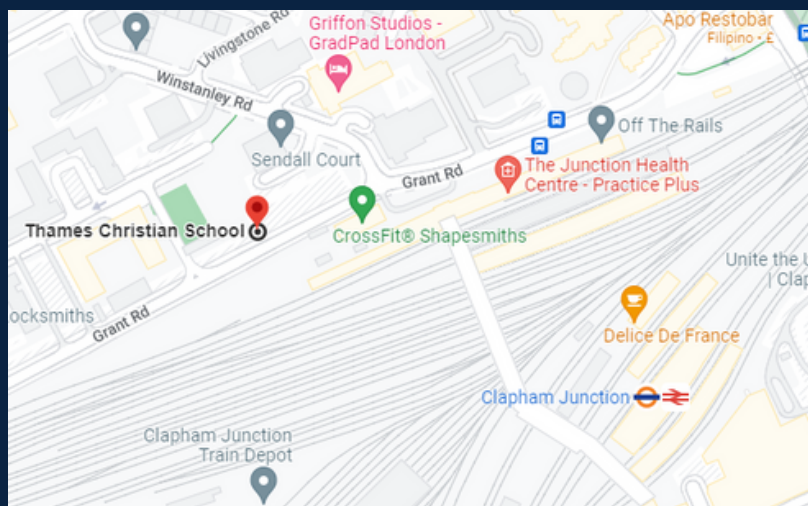 Griffon Studios -
GradPad London
Apo Restobar
Filipino • £
Livingstone Rd
Winstanley Rd
Off The Rails
Sendall Court
Grant Rd
The Junction Health
Centre - Practice Plus
Thames Christian School
CrossFit® Shapesmiths
Unite the U
| Clap
ocksmiths
Grant Rd
Delice De France
Clapham Junction
Clapham Junction
Train Depot